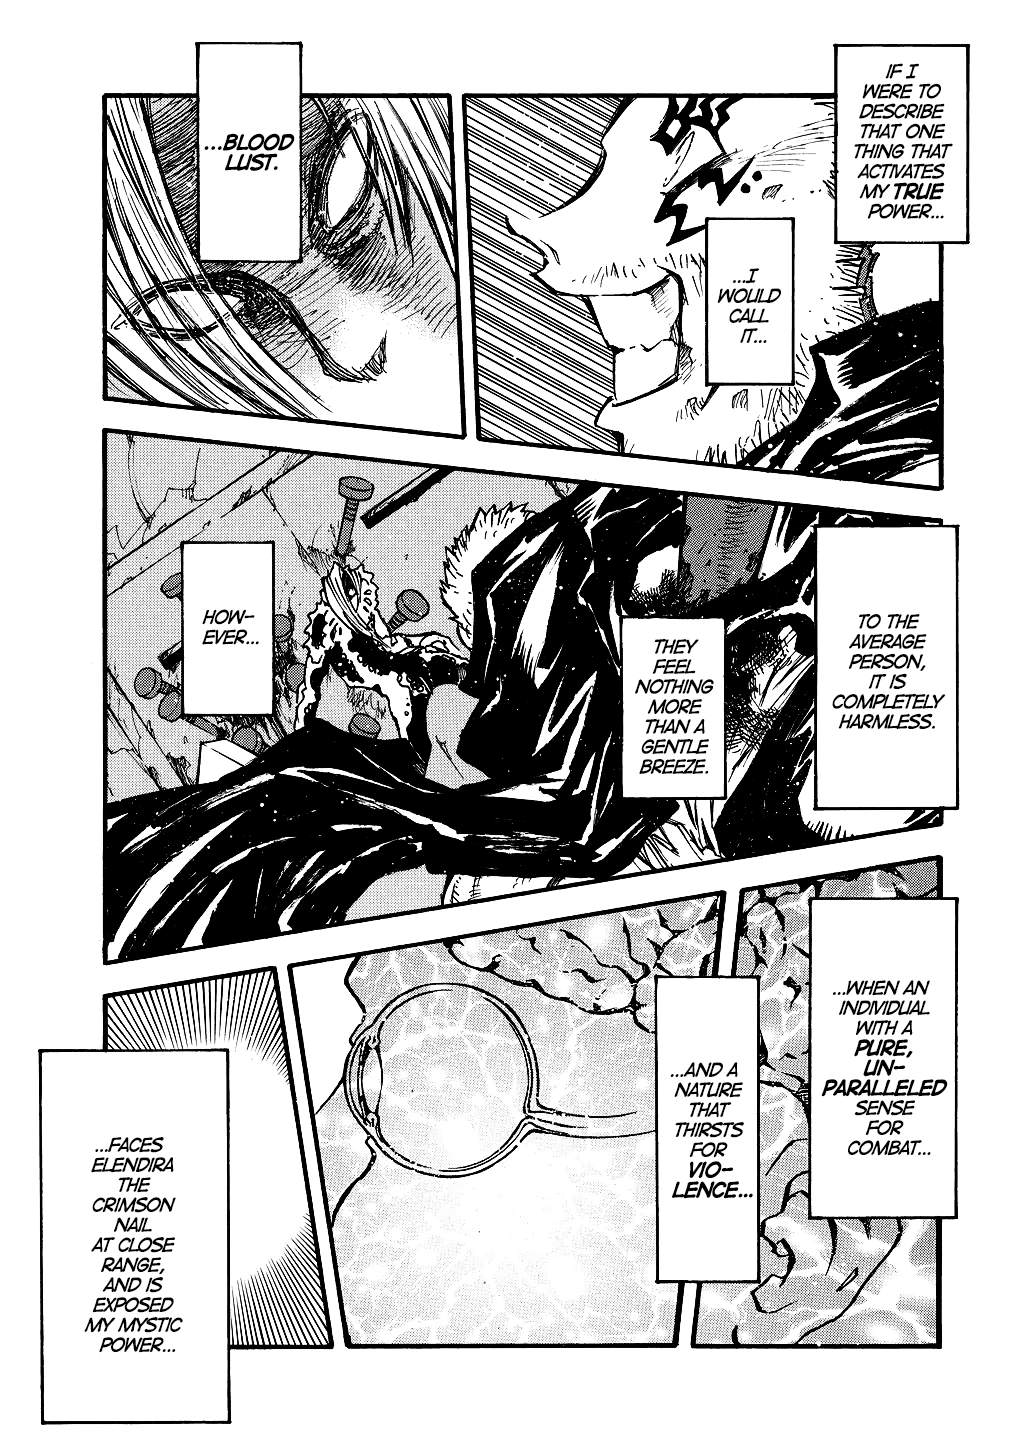 IF I
WERE TO
DESCRIBE
THAT ONE
THING THAT
ACTIVATES
MY TRUE
POWER...
...I
WOULD
CALL
IT...
...BLOOD
LUST.
TO THE
AVERAGE
PERSON,
IT IS
COMPLETELY
HARMLESS.
THEY
FEEL
NOTHING
MORE
THAN A
GENTLE
BREEZE.
HOW-
EVER...
...WHEN AN
INDIVIDUAL
WITH A
PURE,
UN-
PARALLELED
SENSE
FOR
COMBAT...
...AND A
NATURE
THAT
THIRSTS
FOR
VIO-
LENCE...
...FACES
ELENDIRA
THE
CRIMSON
NAIL
AT CLOSE
RANGE,
AND IS
EXPOSED
MY MYSTIC
POWER...